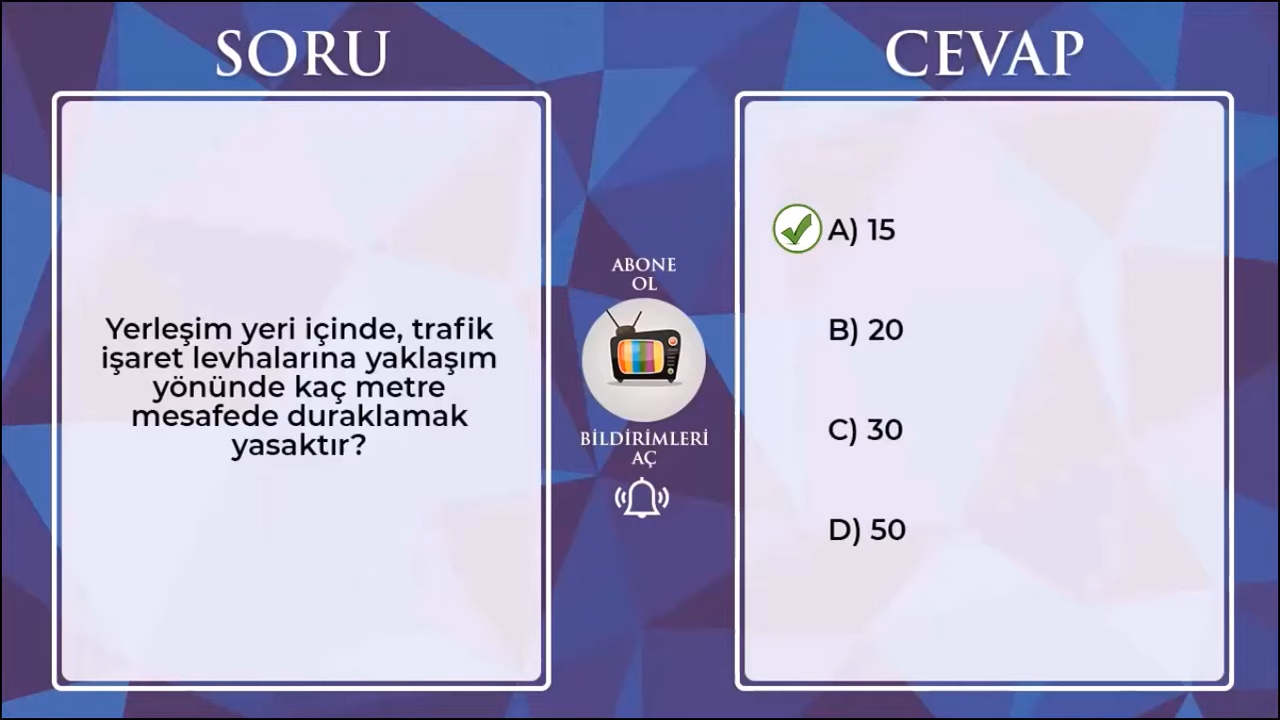 SORU
Yerleşim yeri içinde, trafik
işaret levhalarına yaklaşım
yönünde kaç metre
mesafede duraklamak
yasaktır?
ABONE
OL
BİLDİRİMLERİ
AÇ
CEVAP
A) 15
B) 20
C) 30
D) 50